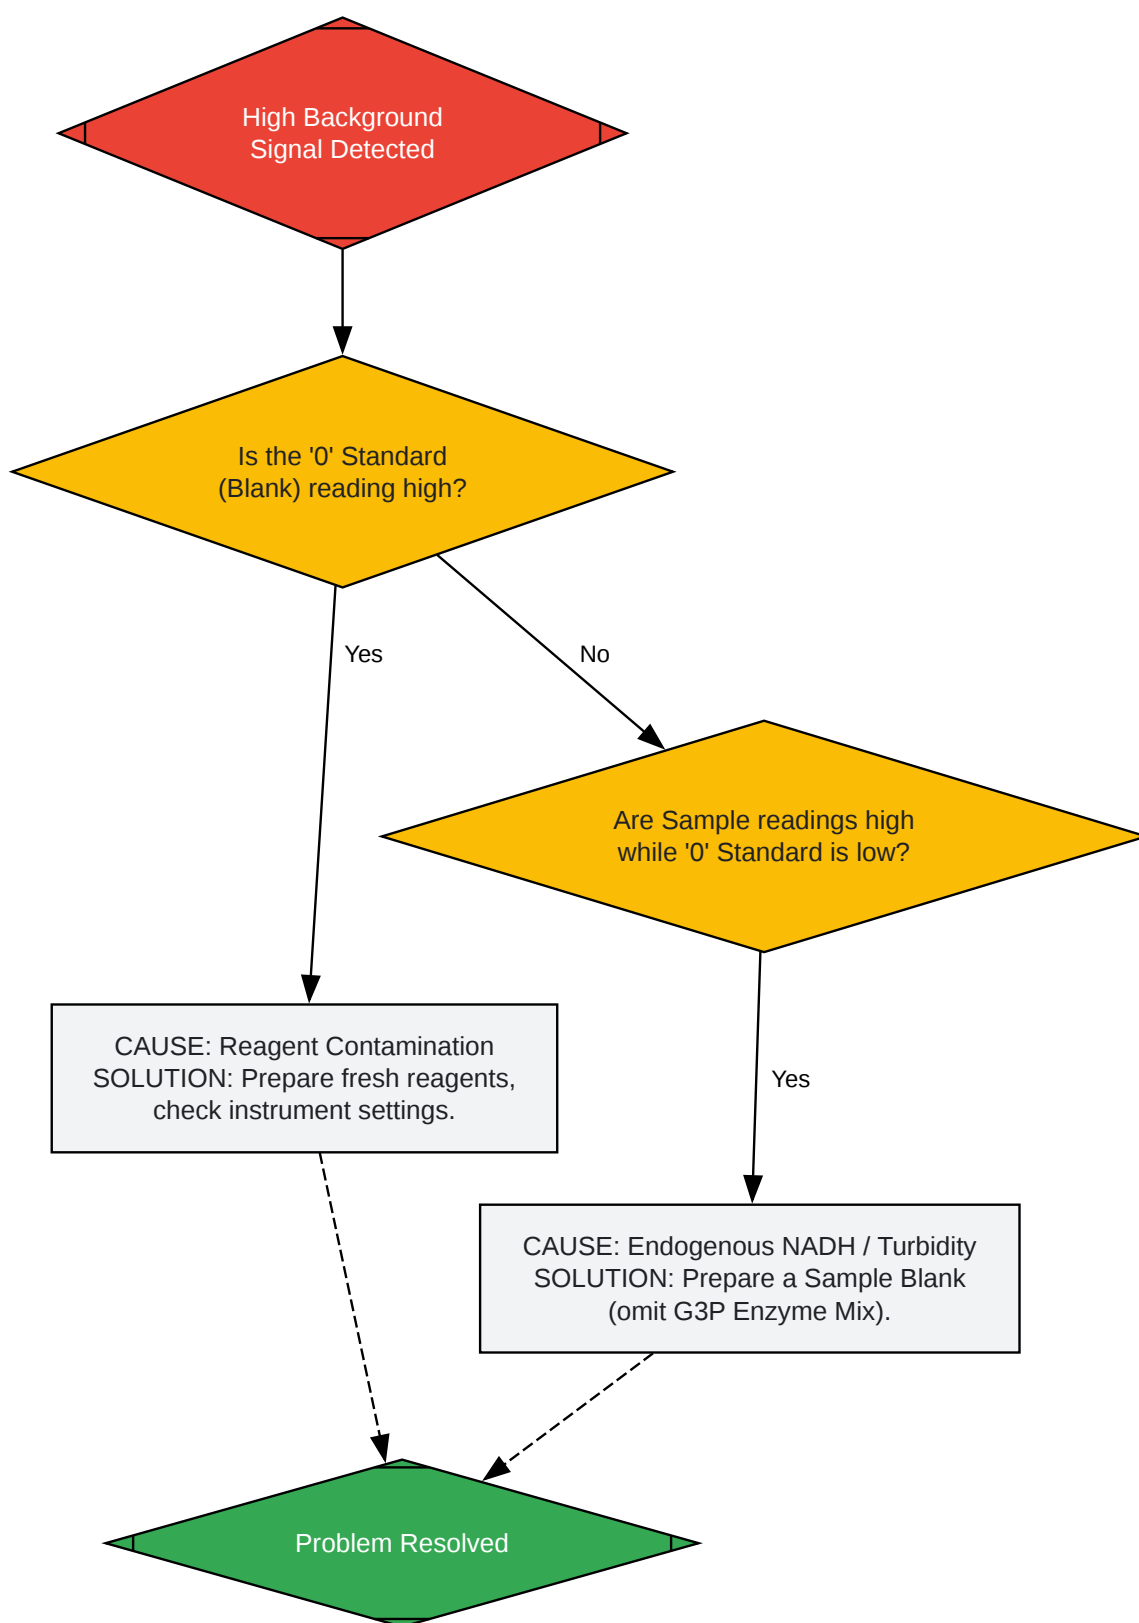 High Background
Signal Detected
Is the '0' Standard
(Blank) reading high?
Yes
No
Are Sample readings high
while '0' Standard is low?
CAUSE: Reagent Contamination
SOLUTION: Prepare fresh reagents,
check instrument settings.
Yes
CAUSE: Endogenous NADH / Turbidity
SOLUTION: Prepare a Sample Blank
(omit G3P Enzyme Mix).
Problem Resolved